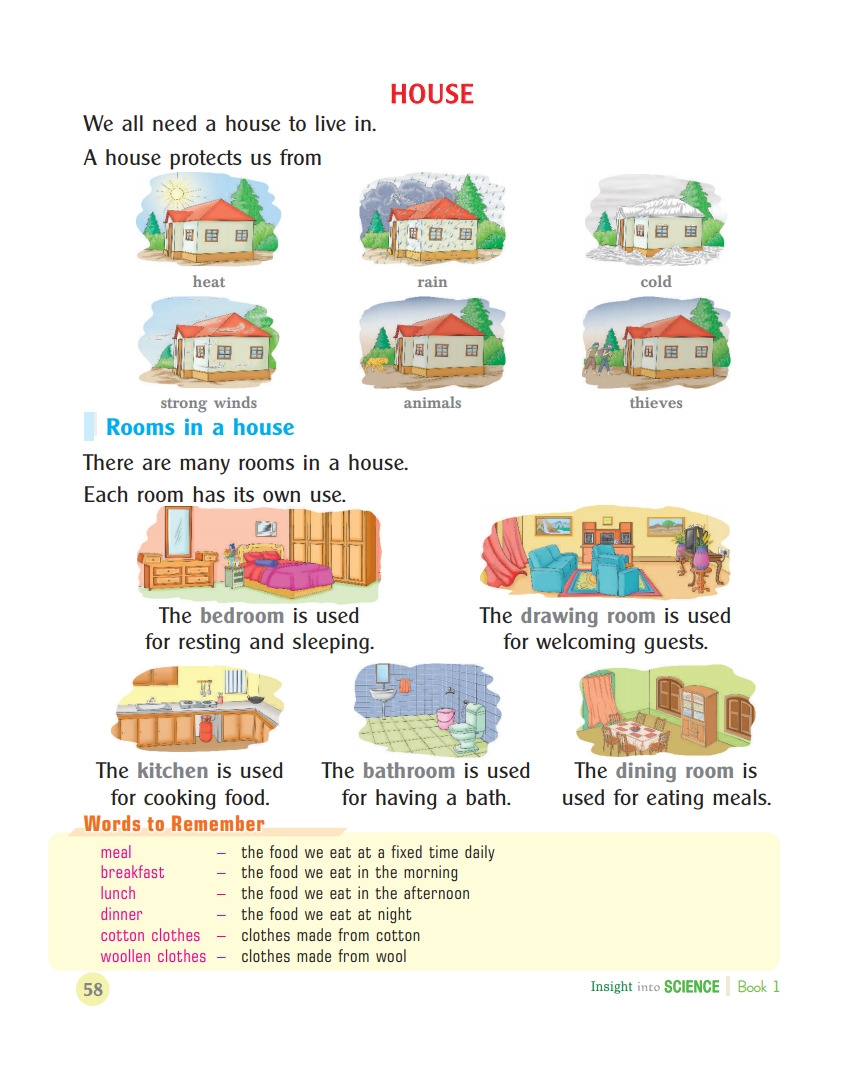 HOUSE
We all need a house to live in.
A house protects us from
heat
rain
cold
strong winds
animals
thieves
Rooms in a house
There are many rooms in a house.
Each room has its own use.
The bedroom is used
for resting and sleeping.
The drawing room is used
for welcoming guests.
The kitchen is used
for cooking food.
The bathroom is used
for having a bath.
The dining room is
used for eating meals.
Words to Remember
meal – the food we eat at a fixed time daily
breakfast – the food we eat in the morning
lunch – the food we eat in the afternoon
dinner – the food we eat at night
cotton clothes – clothes made from cotton
woollen clothes – clothes made from wool
58
Insight into SCIENCE Book 1